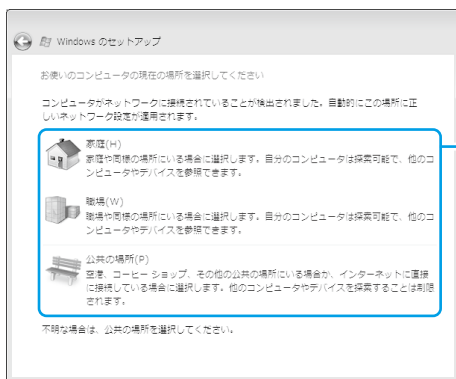 Windows のセットアップ
お使いのコンピュータの現在の場所を選択してください
コンピュータがネットワークに接続されていることが検出されました。自動的にこの場所に正
しいネットワーク設定が適用されます。
家庭(H)
家庭や同様の場所にいる場合に選択します。自分のコンピュータは探索可能で、他のコ
ンピュータやデバイスを参照できます。
職場(W)
職場や同様の場所にいる場合に選択します。自分のコンピュータは探索可能で、他のコ
ンピュータやデバイスを参照できます。
公共の場所(P)
空港、コーヒー ショップ、その他の公共の場所にいる場合か、インターネットに直接
に接続している場合に選択します。他のコンピュータやデバイスを探索することは制限
されます。
不明な場合は、公共の場所を選択してください。